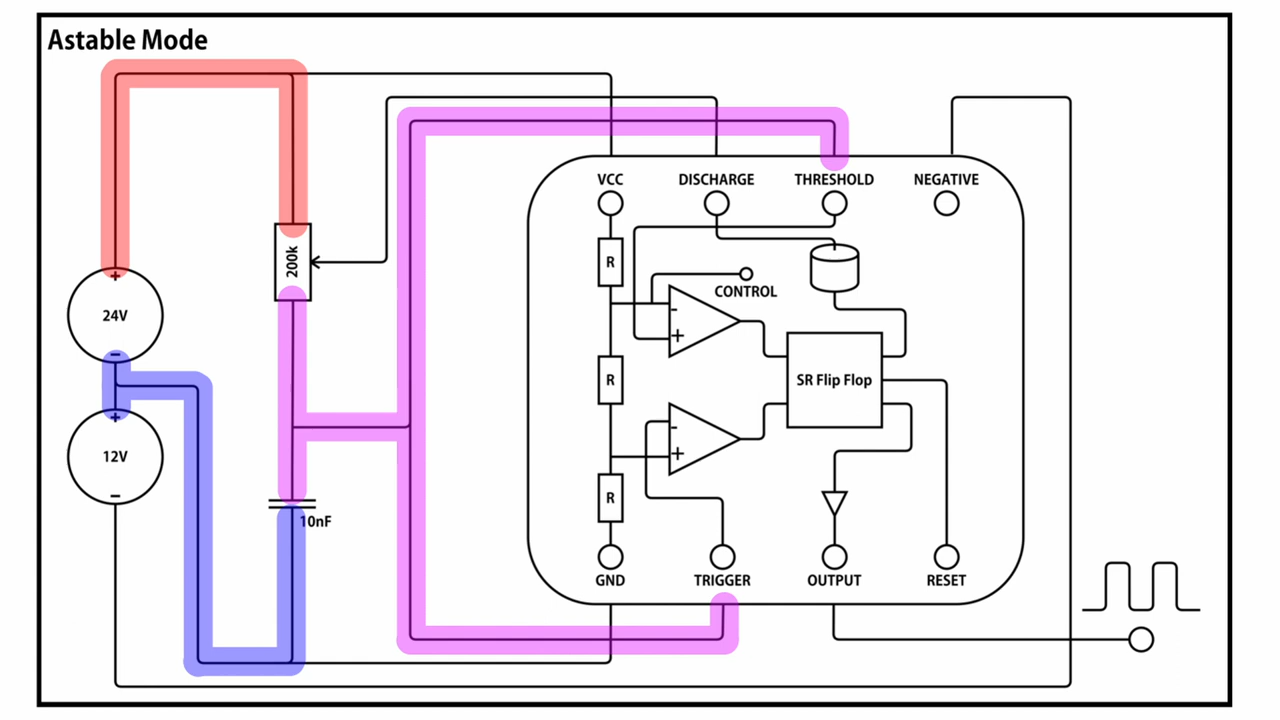 Astable Mode
VCC
DISCHARGE
THRESHOLD
NEGATIVE
200k
R
CONTROL
-
+
+
24V
−
+
12V
−
R
SR Flip Flop
-
+
R
10nF
GND
TRIGGER
OUTPUT
RESET